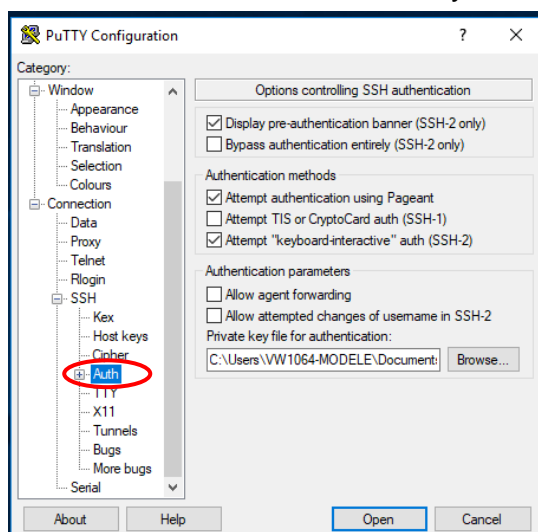 PuTTY Configuration ? ×
Category:
Window
Appearance
Behaviour
Translation
Selection
Colours
Connection
Data
Proxy
Telnet
Rlogin
SSH
Kex
Host keys
Cipher
Auth
TTY
X11
Tunnels
Bugs
More bugs
Serial
Options controlling SSH authentication
Display pre-authentication banner (SSH-2 only)
Bypass authentication entirely (SSH-2 only)
Authentication methods
Attempt authentication using Pageant
Attempt TIS or CryptoCard auth (SSH-1)
Attempt "keyboard-interactive" auth (SSH-2)
Authentication parameters
Allow agent forwarding
Allow attempted changes of username in SSH-2
Private key file for authentication:
C:\Users\VW1064-MODELE\Document: Browse...
About Help Open Cancel